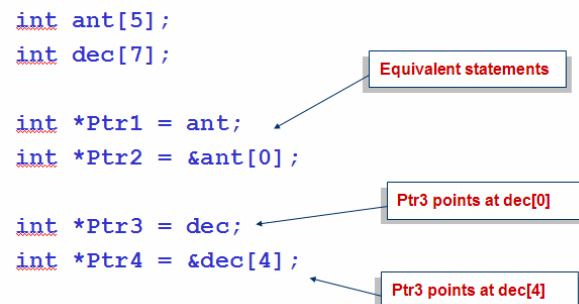 int ant[5];
int dec[7];
Equivalent statements
int *Ptr1 = ant;
int *Ptr2 = &ant[0];
Ptr3 points at dec[0]
int *Ptr3 = dec;
int *Ptr4 = &dec[4];
Ptr3 points at dec[4]